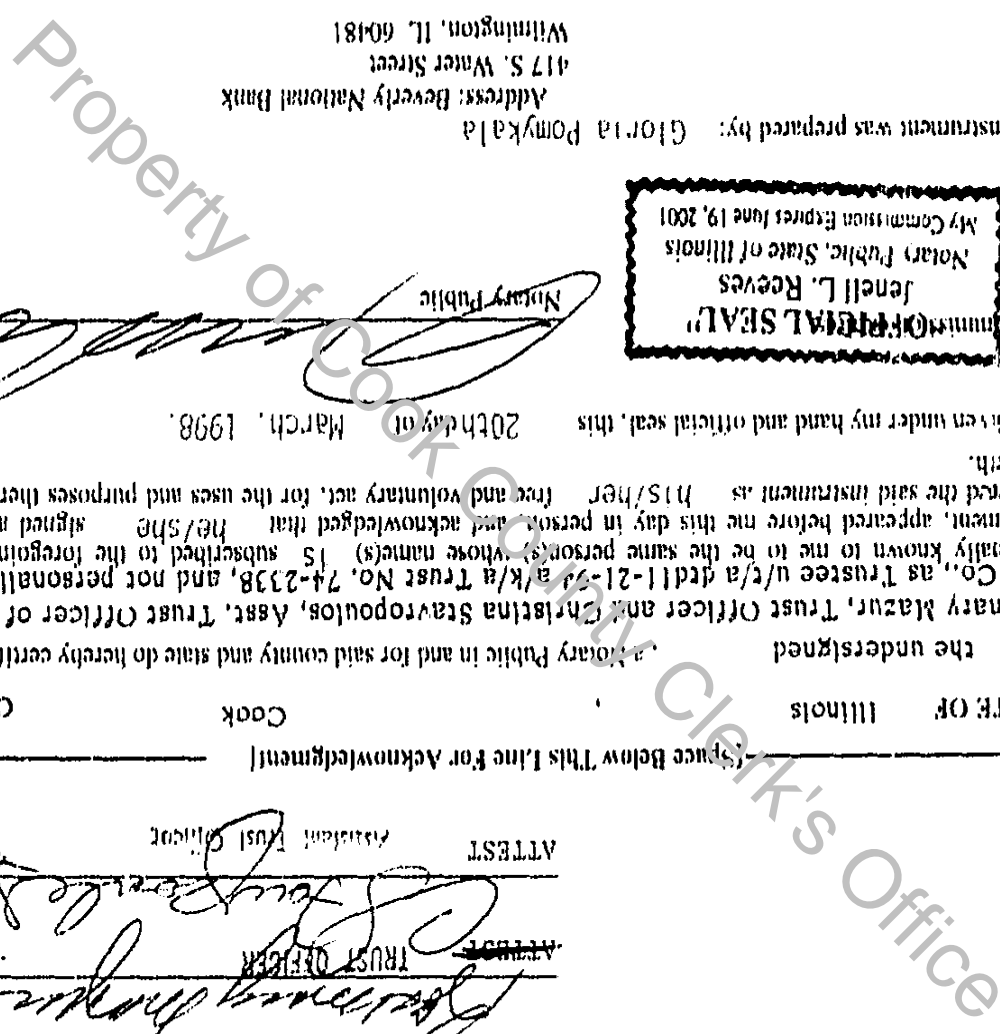 TRUST OFFICER
ATTEST
ATTEST Assistant Trust Officer
[Space Below This Line For Acknowledgment]
TE OF Illinois , Cook
the undersigned , a Notary Public in and for said county and state do hereby certif
mary Mazur, Trust Officer and Christina Stavropoulos, Asst. Trust Officer of
Co., as Trustee u/t/a dtd11-21-74 a/k/a Trust No. 74-2338, and not personall
nally known to me to be the same person(s) whose name(s) is subscribed to the foregoin
ment, appeared before me this day in person, and acknowledged that he/she signed a
red the said instrument as his/her free and voluntary act, for the uses and purposes ther
rth.
iven under my hand and official seal, this 20th day of March, 1998.
"OFFICIAL SEAL"
Jenell L. Reeves
Notary Public, State of Illinois
My Commission Expires June 19, 2001
Notary Public
nstrument was prepared by: Gloria Pomykala
Address: Beverly National Bank
417 S. Water Street
Wilmington, IL 60481
Property of Cook County Clerk's Office